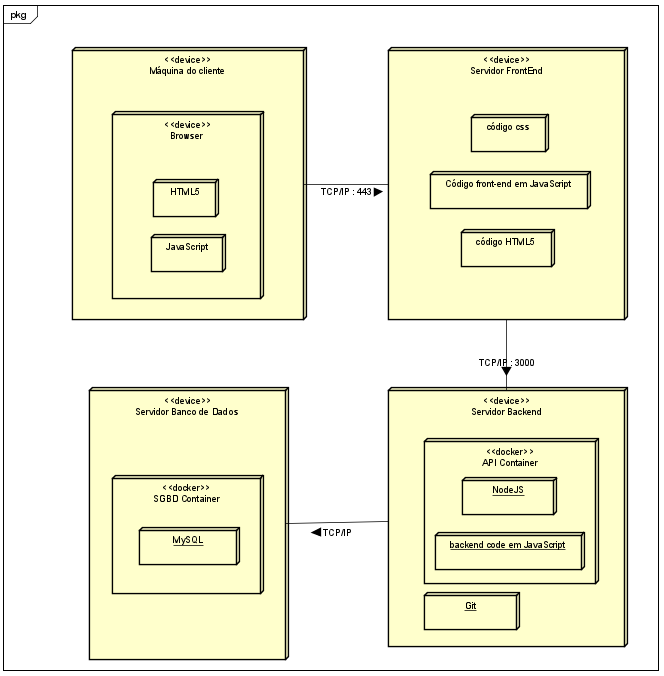 pkg
<<device>>
Máquina do cliente
<<device>>
Browser
HTML5
JavaScript
TCP/IP : 443
<<device>>
Servidor FrontEnd
código css
Código front-end em JavaScript
código HTML5
TCP/IP : 3000
<<device>>
Servidor Banco de Dados
<<docker>>
SGBD Container
MySQL
TCP/IP
<<device>>
Servidor Backend
<<docker>>
API Container
NodeJS
backend code em JavaScript
Git